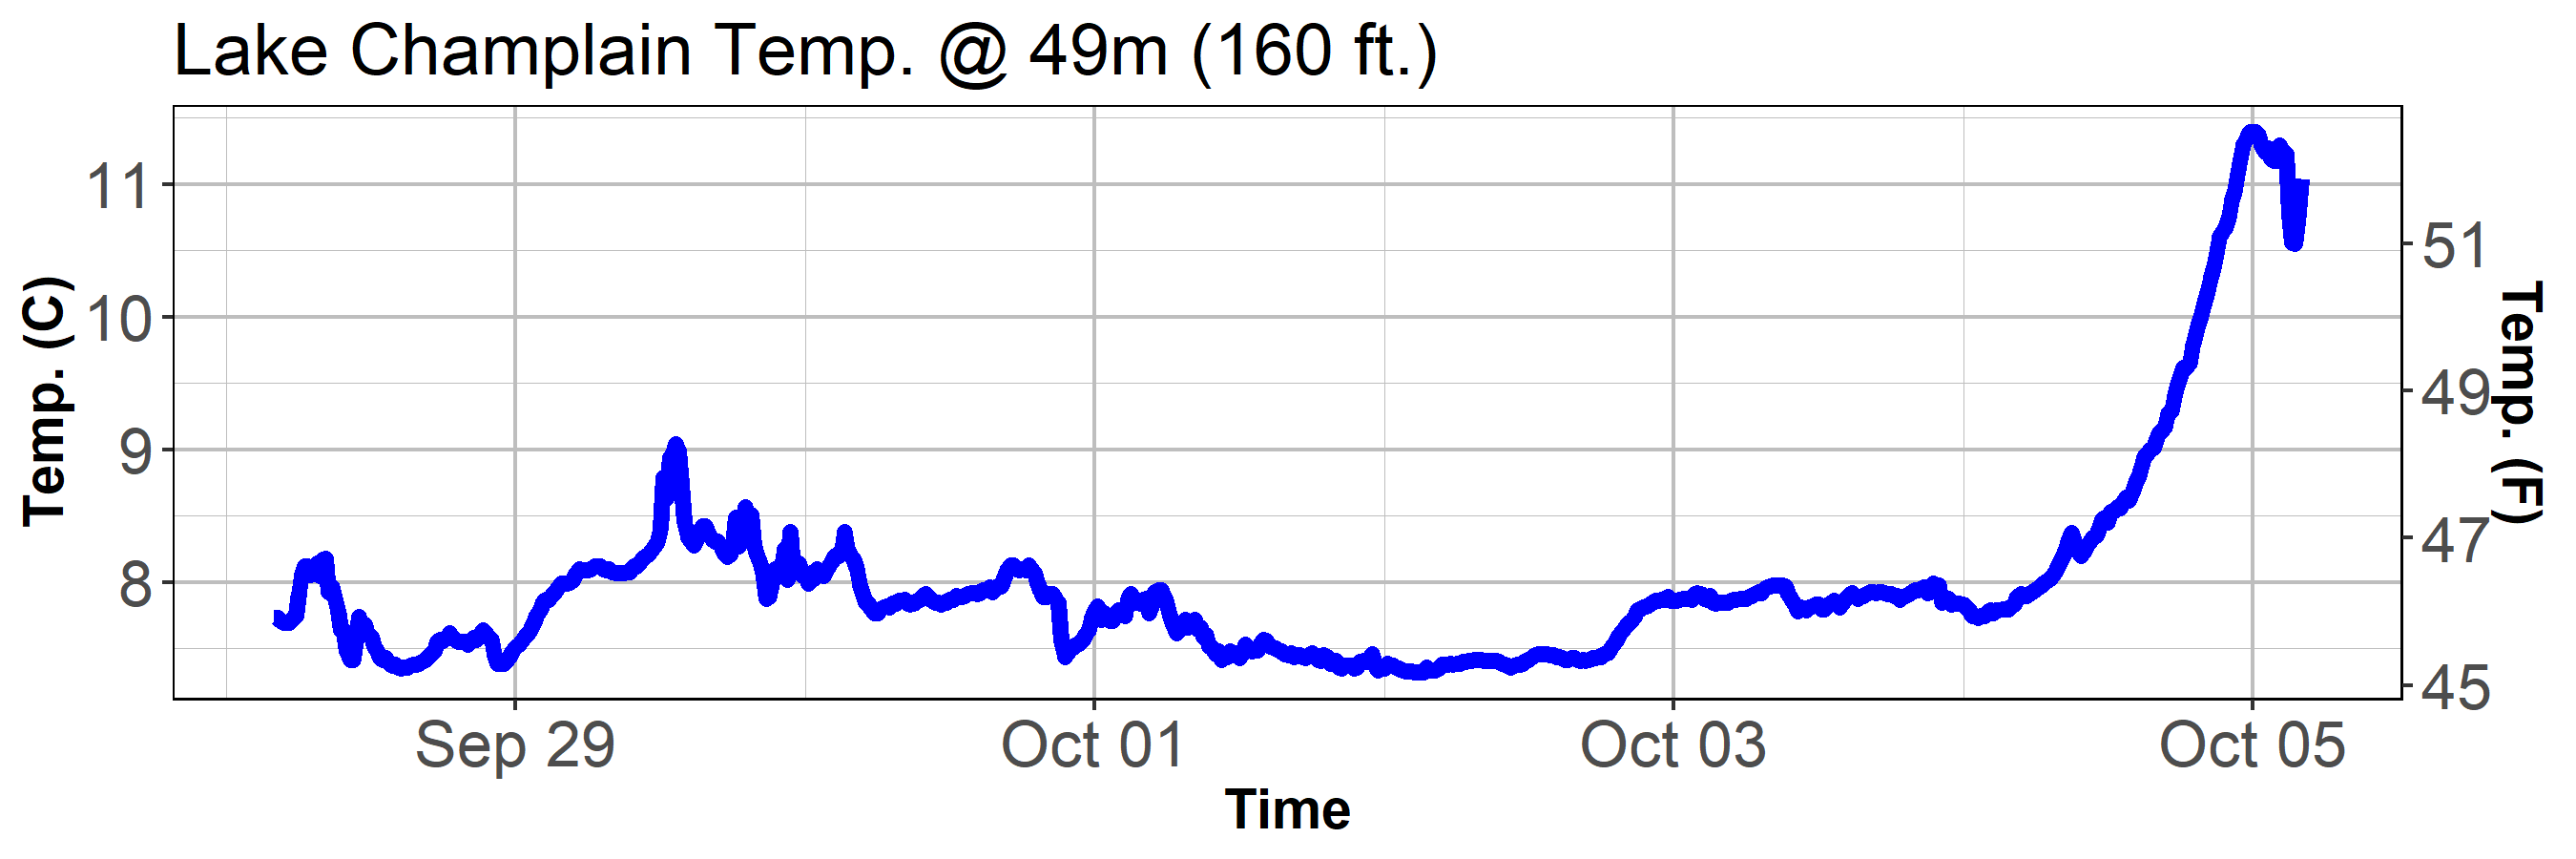 Lake Champlain Temp. @ 49m (160 ft.)
Temp. (C)
11
10
9
8
51
49
47
45
Temp. (F)
Sep 29
Oct 01
Oct 03
Oct 05
Time